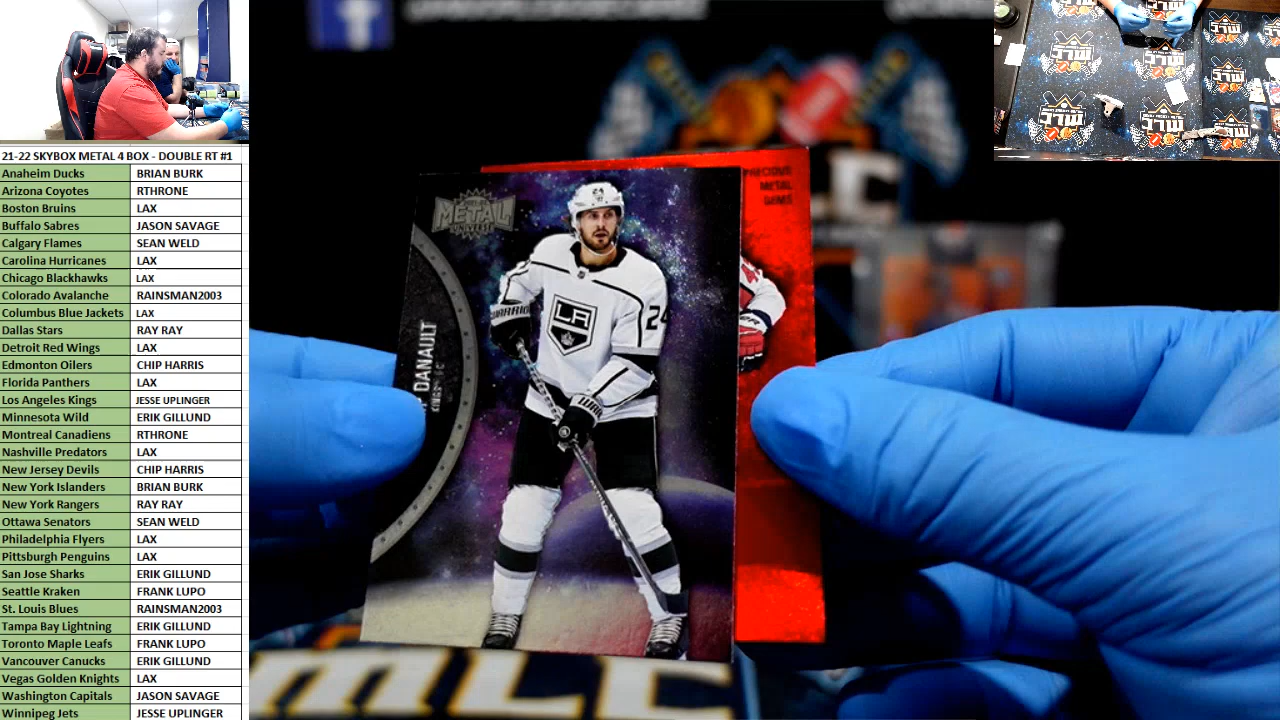 21-22 SKYBOX METAL 4 BOX - DOUBLE RT #1
Anaheim Ducks BRIAN BURK
Arizona Coyotes RTHRONE
Boston Bruins LAX
Buffalo Sabres JASON SAVAGE
Calgary Flames SEAN WELD
Carolina Hurricanes LAX
Chicago Blackhawks LAX
Colorado Avalanche RAINSMAN2003
Columbus Blue Jackets LAX
Dallas Stars RAY RAY
Detroit Red Wings LAX
Edmonton Oilers CHIP HARRIS
Florida Panthers LAX
Los Angeles Kings JESSE UPLINGER
Minnesota Wild ERIK GILLUND
Montreal Canadiens RTHRONE
Nashville Predators LAX
New Jersey Devils CHIP HARRIS
New York Islanders BRIAN BURK
New York Rangers RAY RAY
Ottawa Senators SEAN WELD
Philadelphia Flyers LAX
Pittsburgh Penguins LAX
San Jose Sharks ERIK GILLUND
Seattle Kraken FRANK LUPO
St. Louis Blues RAINSMAN2003
Tampa Bay Lightning ERIK GILLUND
Toronto Maple Leafs FRANK LUPO
Vancouver Canucks ERIK GILLUND
Vegas Golden Knights LAX
Washington Capitals JASON SAVAGE
Winnipeg Jets JESSE UPLINGER
METAL
UNIVERSE
PRECIOUS
METAL
GEMS
24
LA
24
DANAULT
KINGS
MLC